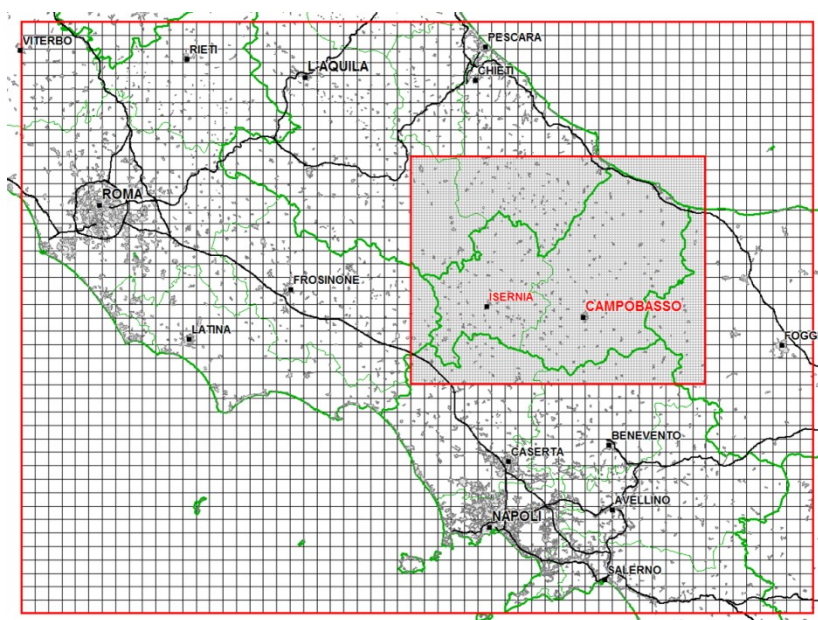 PESCARA
VITERBO
RIETI
L'AQUILA
CHIETI
ROMA
FROSINONE
ISERNIA
CAMPOBASSO
LATINA
FOGG
BENEVENTO
CASERTA
AVELLINO
NAPOLI
SALERNO